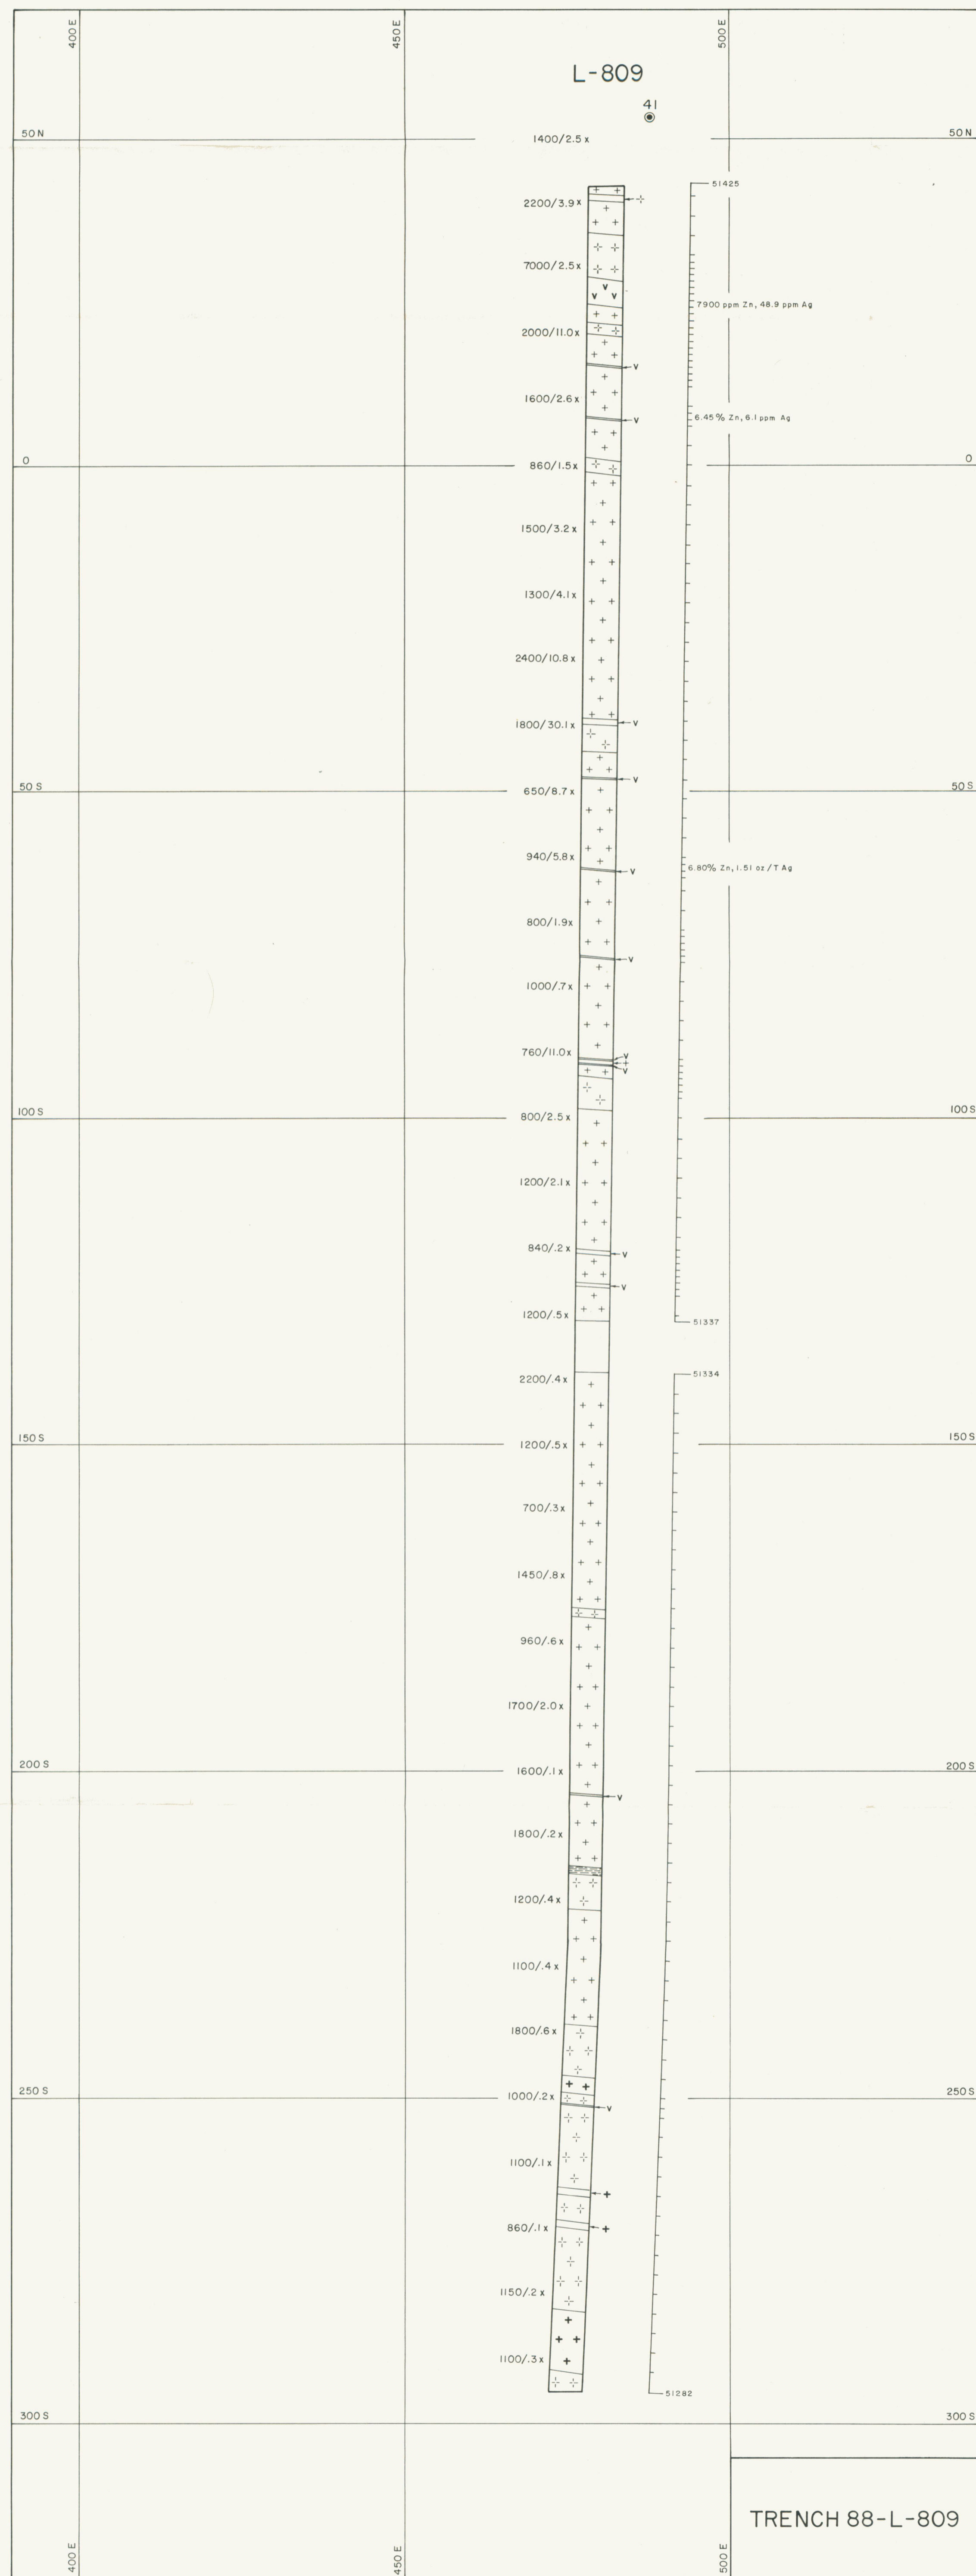 400 E
450 E
500 E
L-809
41
50 N
50 N
1400/2.5 x
51425
2200/3.9 x
7000/2.5 x
V
V V
7900 ppm Zn, 48.9 ppm Ag
2000/11.0 x
V
1600/2.6 x
6.45% Zn, 6.1 ppm Ag
V
0
860/1.5 x
0
1500/3.2 x
1300/4.1 x
2400/10.8 x
1800/30.1 x
V
V
50 S
650/8.7 x
50 S
940/5.8 x
6.80% Zn, 1.51 oz/T Ag
V
800/1.9 x
V
1000/.7 x
760/11.0 x
V
V
100 S
800/2.5 x
100 S
1200/2.1 x
840/.2 x
V
V
1200/.5 x
51337
2200/.4 x
51334
150 S
1200/.5 x
150 S
700/.3 x
1450/.8 x
960/.6 x
1700/2.0 x
200 S
1600/.1 x
200 S
V
1800/.2 x
1200/.4 x
1100/.4 x
1800/.6 x
250 S
1000/.2 x
250 S
V
1100/.1 x
860/.1 x
1150/.2 x
1100/.3 x
51282
300 S
300 S
TRENCH 88-L-809
400 E
450 E
500 E